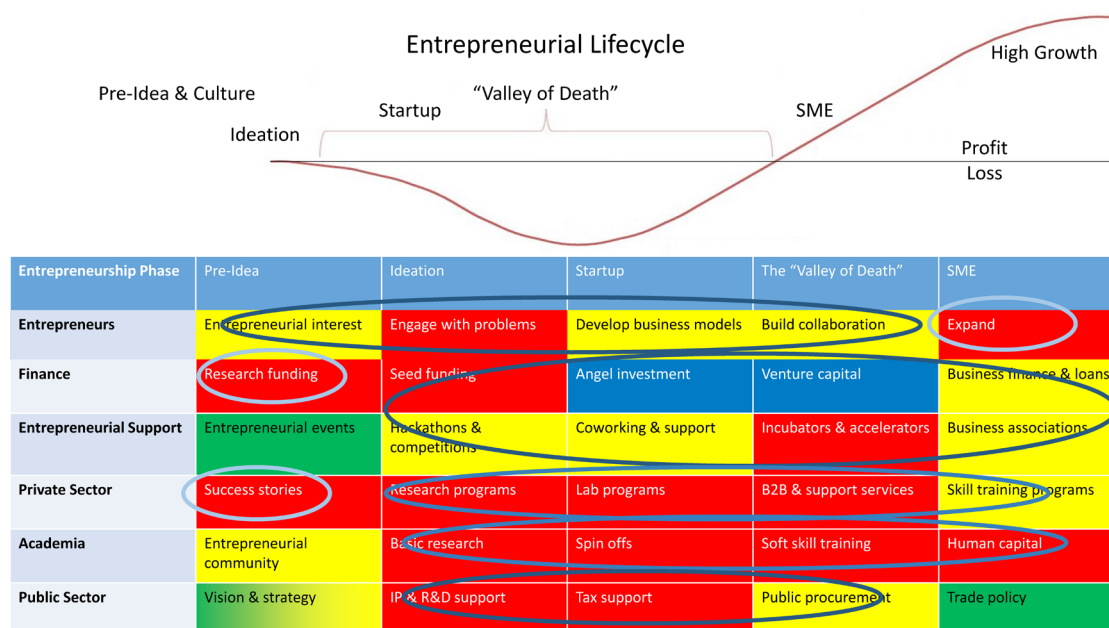 Entrepreneurial Lifecycle
High Growth
Pre-Idea & Culture
"Valley of Death"
Startup
SME
Ideation
Profit
Loss
Entrepreneurship Phase
Pre-Idea
Ideation
Startup
The "Valley of Death"
SME
Entrepreneurs
Entrepreneurial interest
Engage with problems
Develop business models
Build collaboration
Expand
Finance
Research funding
Seed funding
Angel investment
Venture capital
Business finance & loans
Entrepreneurial Support
Entrepreneurial events
Hackathons &
competitions
Coworking & support
Incubators & accelerators
Business associations
Private Sector
Success stories
Research programs
Lab programs
B2B & support services
Skill training programs
Academia
Entrepreneurial
community
Basic research
Spin offs
Soft skill training
Human capital
Public Sector
Vision & strategy
IP & R&D support
Tax support
Public procurement
Trade policy